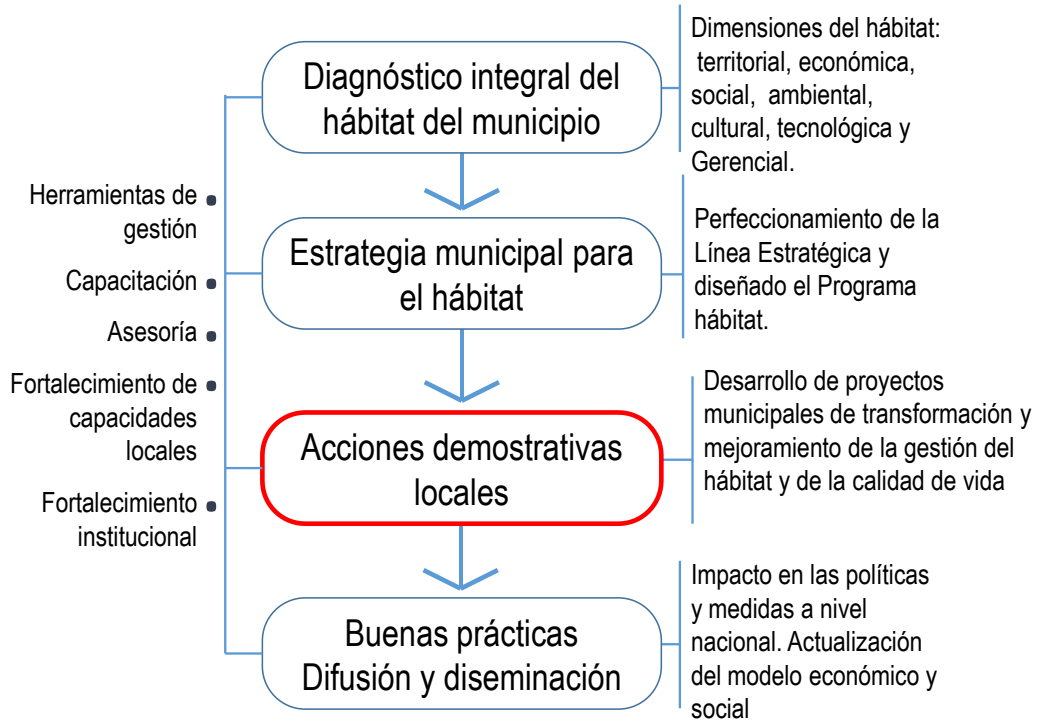 Diagnóstico integral del
hábitat del municipio
Dimensiones del hábitat:
territorial, económica,
social, ambiental,
cultural, tecnológica y
Gerencial.
Herramientas de
gestión
Capacitación
Asesoría
Fortalecimiento de
capacidades
locales
Fortalecimiento
institucional
Estrategia municipal para
el hábitat
Perfeccionamiento de la
Línea Estratégica y
diseñado el Programa
hábitat.
Acciones demostrativas
locales
Desarrollo de proyectos
municipales de transformación y
mejoramiento de la gestión del
hábitat y de la calidad de vida
Buenas prácticas
Difusión y diseminación
Impacto en las políticas
y medidas a nivel
nacional. Actualización
del modelo económico y
social